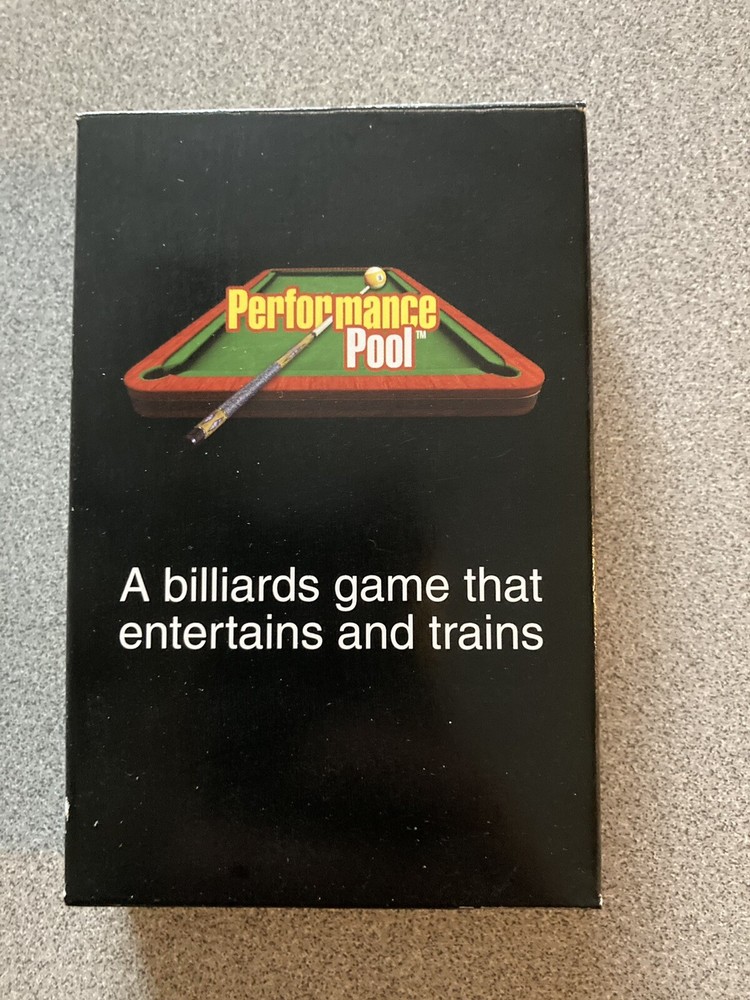 Performance
Pool™
A billiards game that
entertains and trains